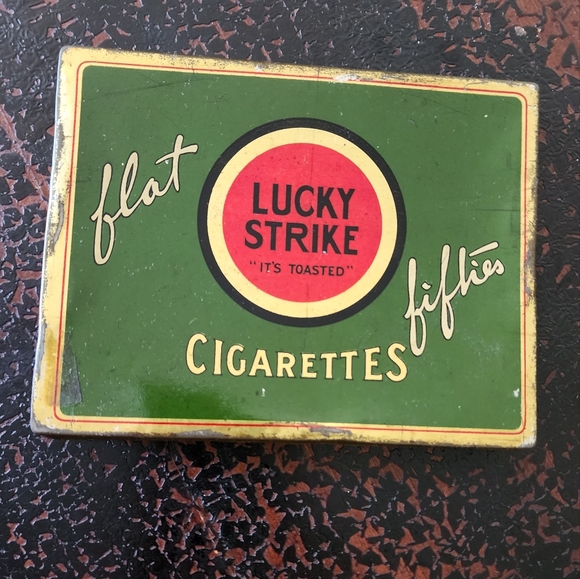 flat
LUCKY
STRIKE
"IT'S TOASTED"
fifties
CIGARETTES